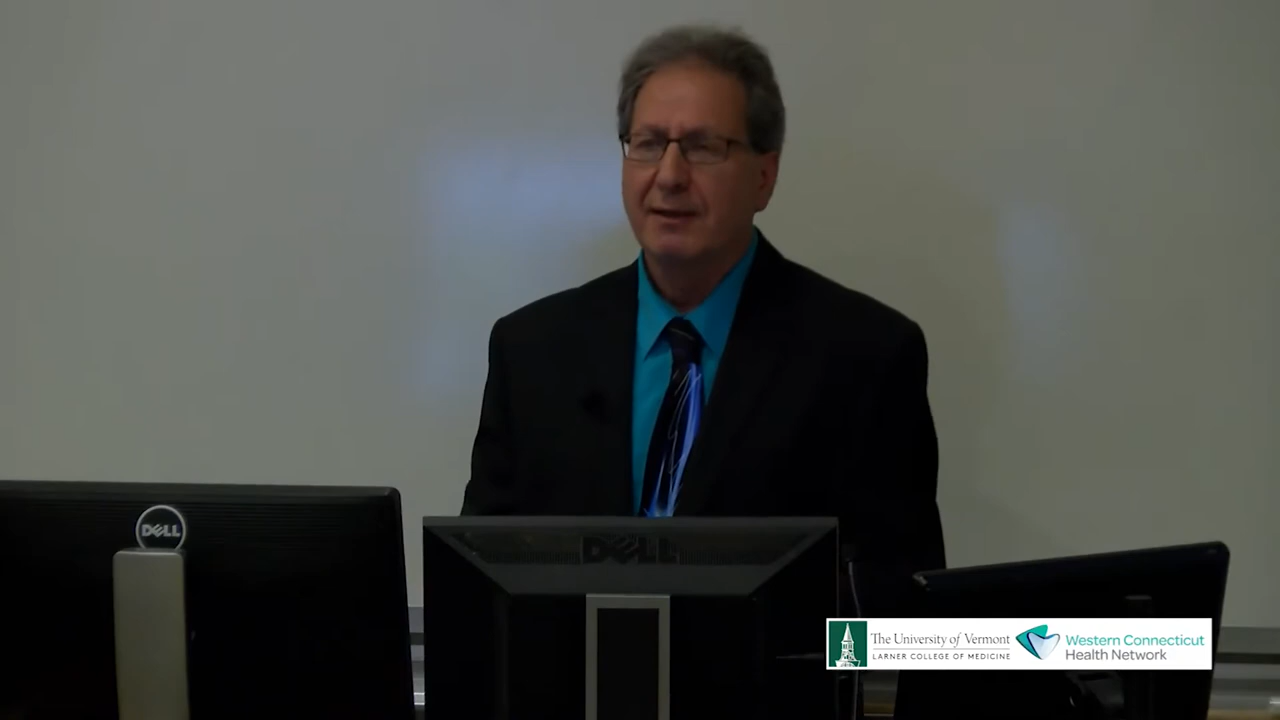 DELL
DELL
The University of Vermont
LARNER COLLEGE OF MEDICINE
Western Connecticut
Health Network